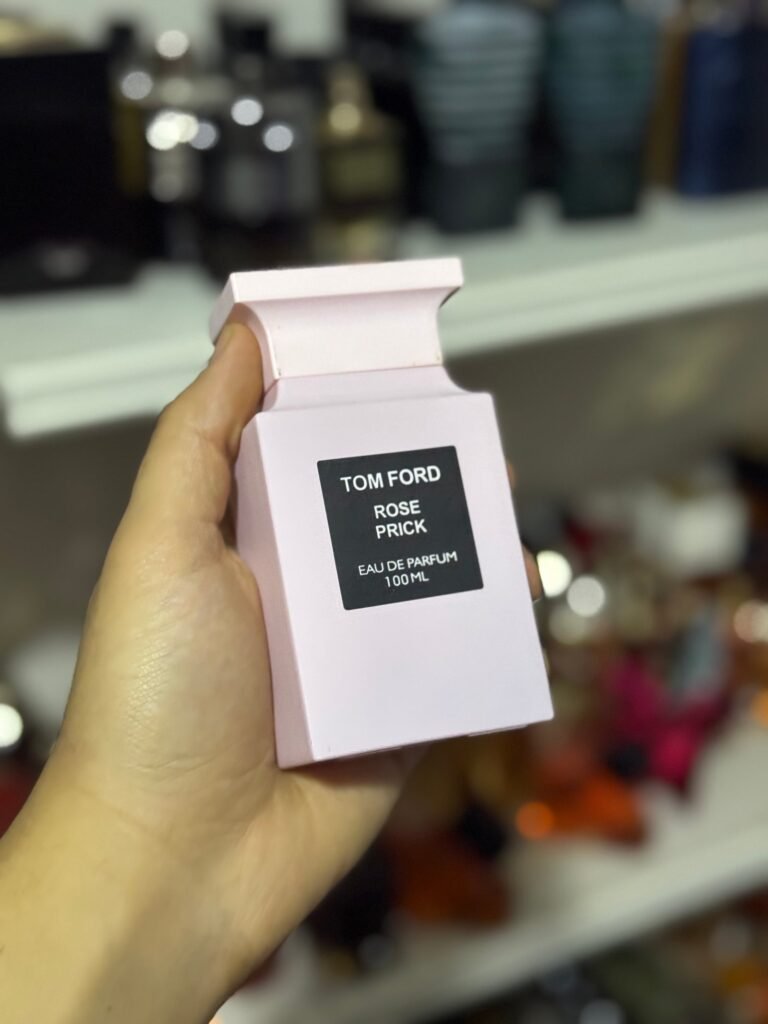 TOM FORD
ROSE
PRICK
EAU DE PARFUM
100 ML